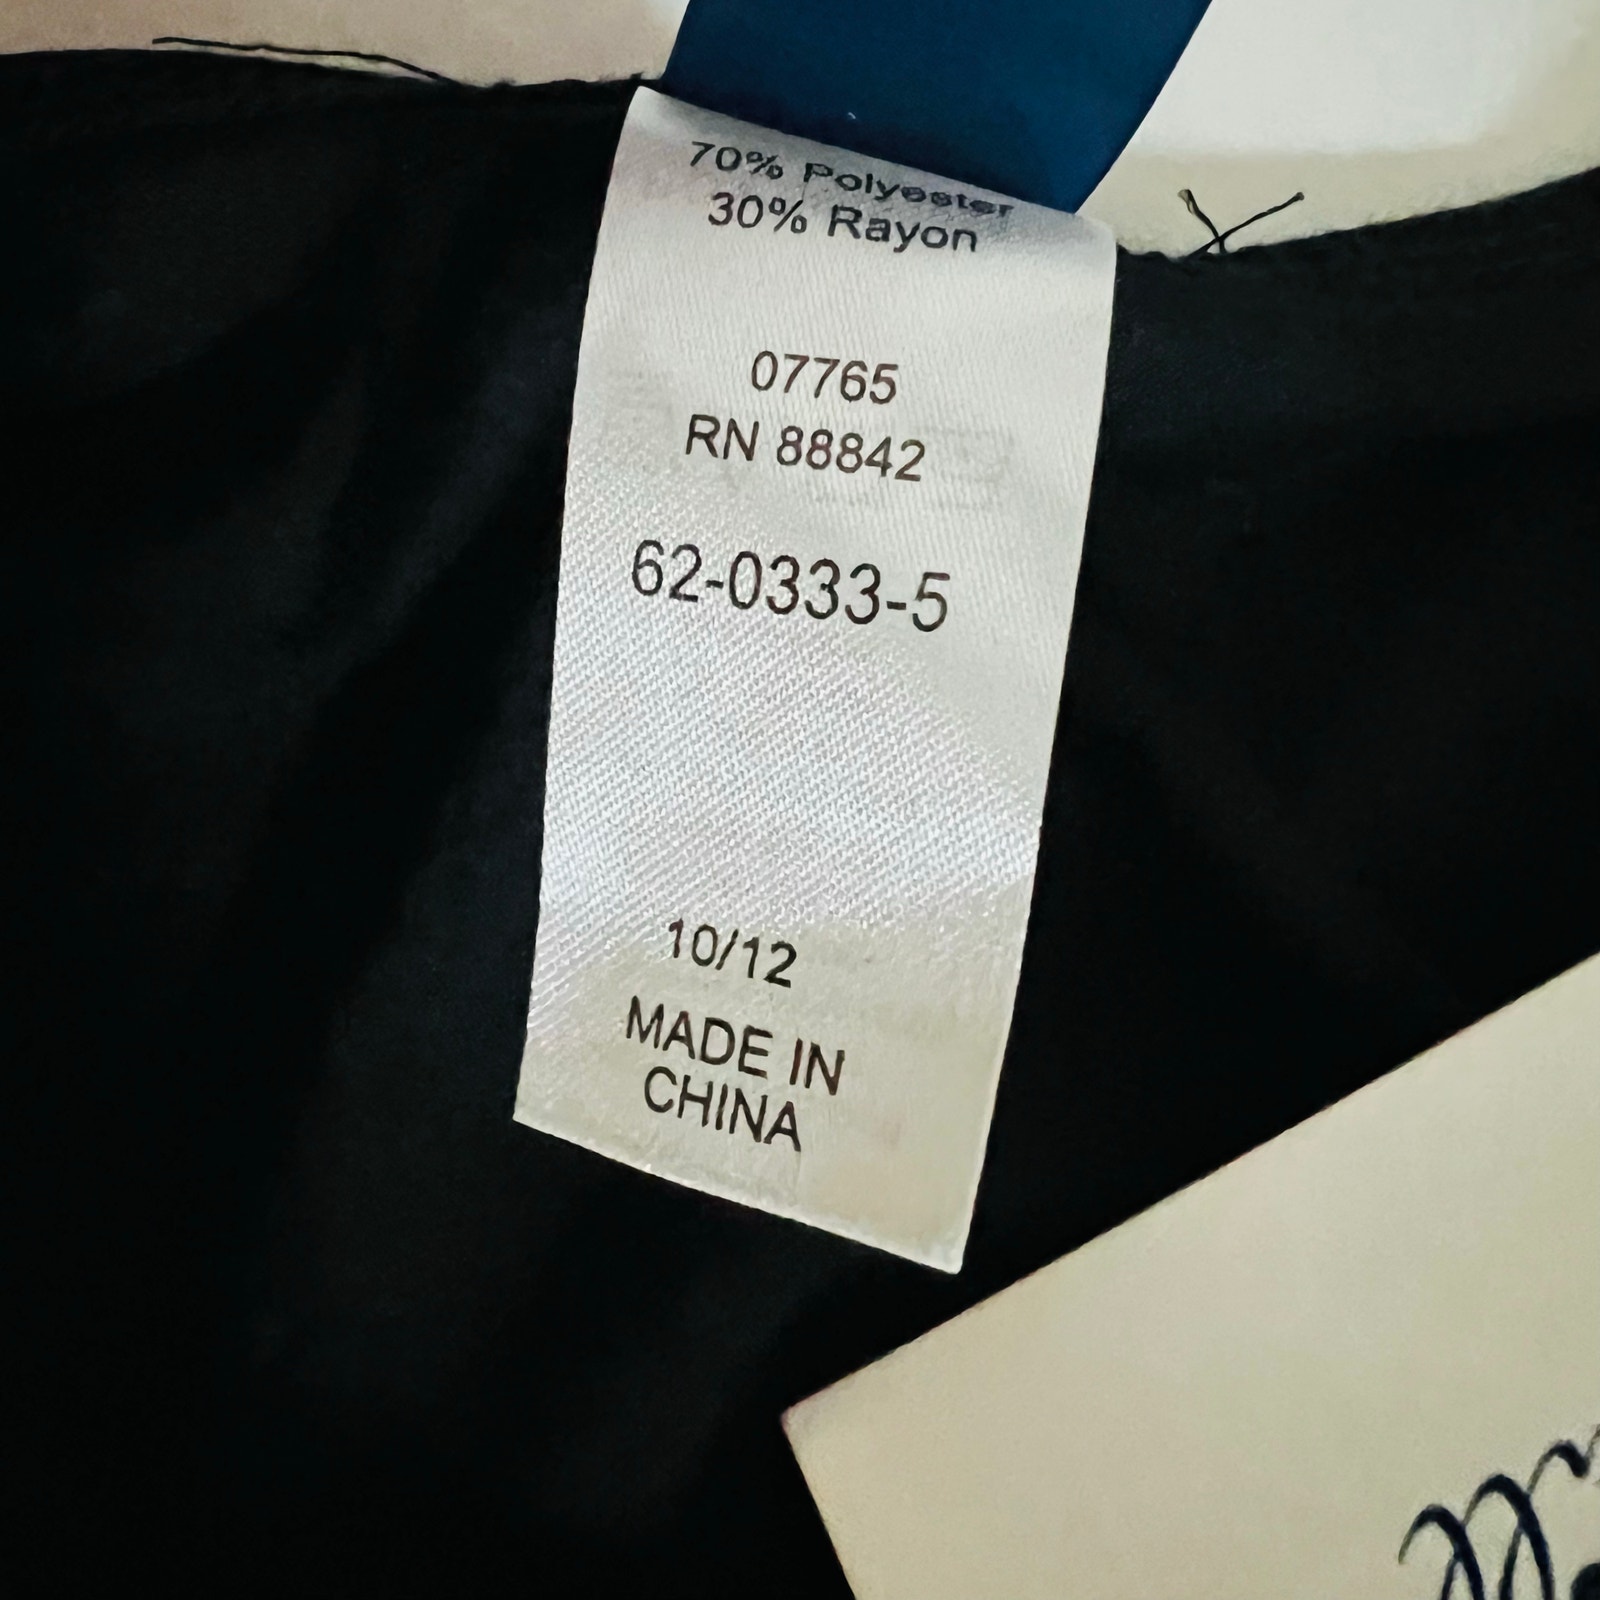 70% Polyester
30% Rayon
07765
RN 88842
62-0333-5
10/12
MADE IN
CHINA